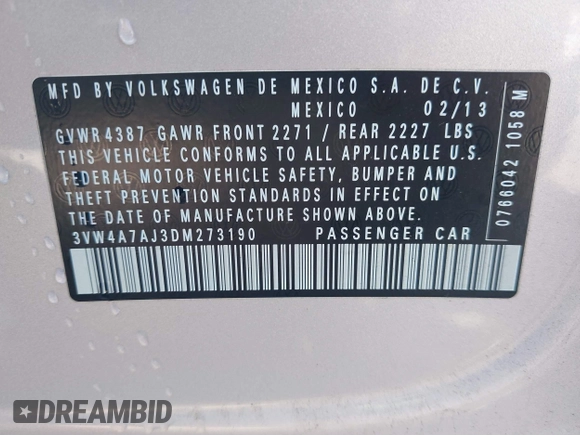 MFD BY VOLKSWAGEN DE MEXICO S.A. DE C.V.
MEXICO 02/13
GVWR 4387 GAWR FRONT 2271 / REAR 2227 LBS
THIS VEHICLE CONFORMS TO ALL APPLICABLE U.S.
FEDERAL MOTOR VEHICLE SAFETY, BUMPER AND
THEFT PREVENTION STANDARDS IN EFFECT ON
THE DATE OF MANUFACTURE SHOWN ABOVE.
3VW4A7AJ3DM273190 PASSENGER CAR
0766042 1058 M
DREAMBID